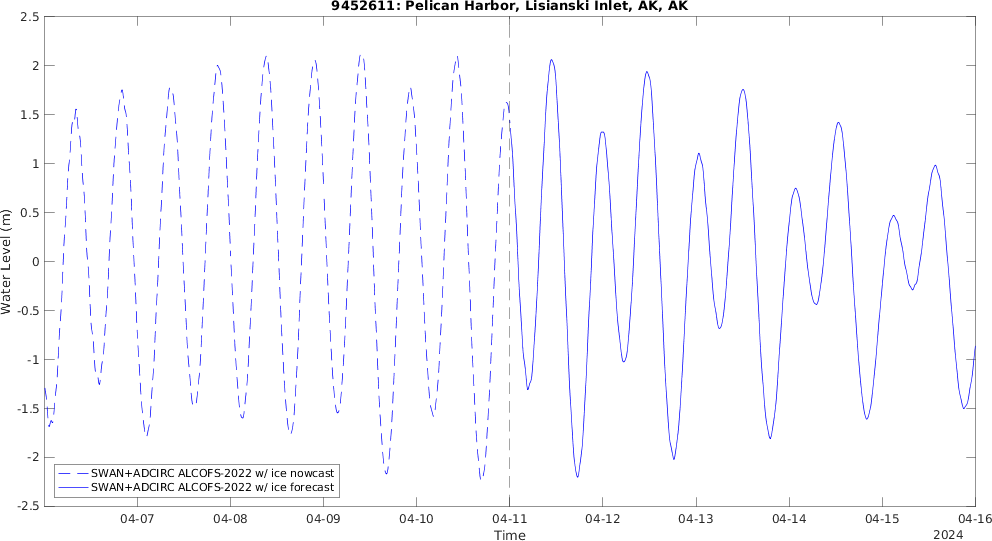 9452611: Pelican Harbor, Lisianski Inlet, AK, AK
2.5
2
1.5
1
0.5
0
-0.5
-1
-1.5
-2
-2.5
Water Level (m)
SWAN+ADCIRC ALCOFS-2022 w/ ice nowcast
SWAN+ADCIRC ALCOFS-2022 w/ ice forecast
04-07 04-08 04-09 04-10 04-11 04-12 04-13 04-14 04-15 04-16
Time
2024